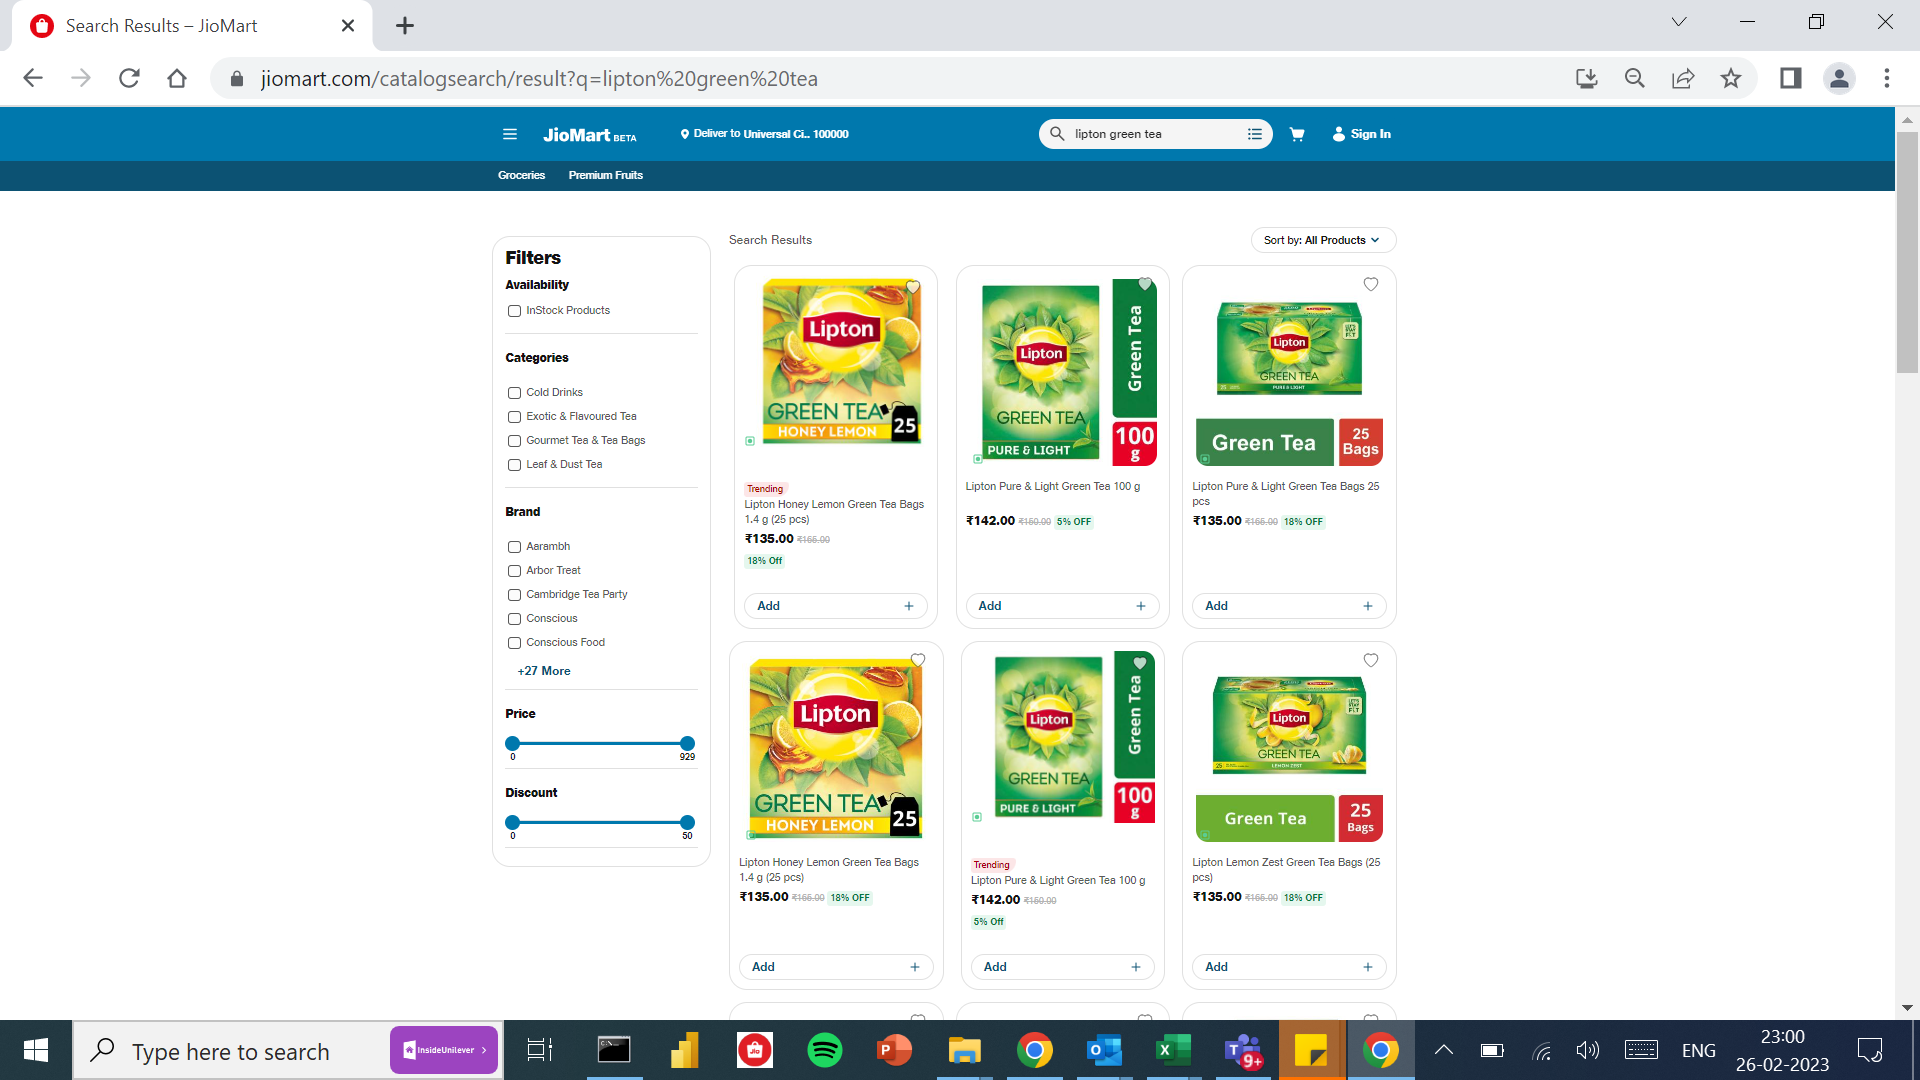 Search Results – JioMart
jiomart.com/catalogsearch/result?q=lipton%20green%20tea
JioMart BETA
Deliver to Universal Ci.. 100000
lipton green tea
Sign In
Groceries
Premium Fruits
Filters
Availability
InStock Products
Categories
Cold Drinks
Exotic & Flavoured Tea
Gourmet Tea & Tea Bags
Leaf & Dust Tea
Brand
Aarambh
Arbor Treat
Cambridge Tea Party
Conscious
Conscious Food
+27 More
Price
0
929
Discount
0
50
Search Results
Sort by: All Products
Lipton
GREEN TEA
HONEY LEMON
25
Trending
Lipton Honey Lemon Green Tea Bags
1.4 g (25 pcs)
₹135.00 ₹165.00
18% Off
Add
Lipton
GREEN TEA
PURE & LIGHT
Green Tea
100
g
Lipton Pure & Light Green Tea 100 g
₹142.00 ₹150.00 5% OFF
Add
Lipton
GREEN TEA
PURE & LIGHT
25
Green Tea
25
Bags
Lipton Pure & Light Green Tea Bags 25
pcs
₹135.00 ₹165.00 18% OFF
Add
Lipton
GREEN TEA
HONEY LEMON
25
Lipton Honey Lemon Green Tea Bags
1.4 g (25 pcs)
₹135.00 ₹165.00 18% OFF
Add
Lipton
GREEN TEA
PURE & LIGHT
Green Tea
100
g
Trending
Lipton Pure & Light Green Tea 100 g
₹142.00 ₹150.00
5% Off
Add
Lipton
GREEN TEA
LEMON ZEST
25
Green Tea
25
Bags
Lipton Lemon Zest Green Tea Bags (25
pcs)
₹135.00 ₹165.00 18% OFF
Add
Type here to search
InsideUnilever
9+
ENG
23:00
26-02-2023